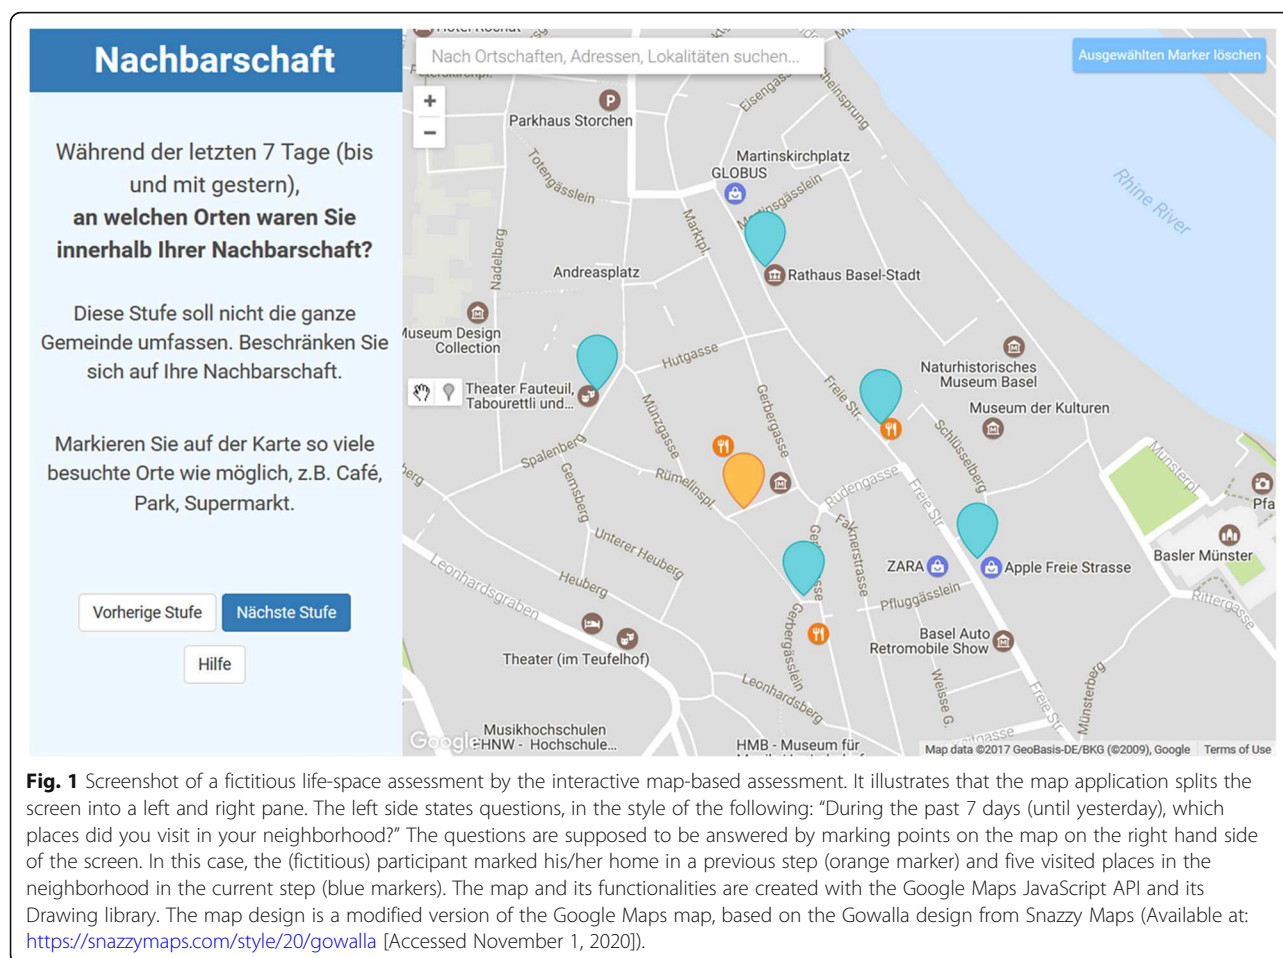 Nachbarschaft
Während der letzten 7 Tage (bis
und mit gestern),
an welchen Orten waren Sie
innerhalb Ihrer Nachbarschaft?
Diese Stufe soll nicht die ganze
Gemeinde umfassen. Beschränken Sie
sich auf Ihre Nachbarschaft.
Markieren Sie auf der Karte so viele
besuchte Orte wie möglich, z.B. Café,
Park, Supermarkt.
Vorherige Stufe
Nächste Stufe
Hilfe
Nach Ortschaften, Adressen, Lokalitäten suchen...
Ausgewählten Marker löschen
+
−
P
Parkhaus Storchen
Eisengas
Rheinsprung
Totengässlein
Martinskirchplatz
GLOBUS
Martinsgässlein
Marktpl.
Rhine River
Nadelberg
Andreasplatz
Rathaus Basel-Stadt
Museum Design
Collection
Hutgasse
Naturhistorisches
Museum Basel
Theater Fauteuil,
Tabourettli und...
Freie Str.
Museum der Kulturen
Münzgasse
Gerbergasse
Schlüsselberg
Münsterpl.
Spalenberg
Gemsberg
Rümelinspl.
Rüdengasse
Freie Str.
Pfa
Unterer Heuberg
Falknerstrasse
Basler Münster
Leonhardsgraben
Heuberg
ZARA
Apple Freie Strasse
Pfluggässlein
Rittergasse
Gerbergässlein
Theater (im Teufelhof)
Basel Auto
Retromobile Show
Leonhardsberg
Weisse G.
Freie Str.
Münsterberg
Musikhochschulen
FHNW - Hochschule...
Google
HMB - Museum für
Map data ©2017 GeoBasis-DE/BKG (©2009), Google
Terms of Use
Fig. 1 Screenshot of a fictitious life-space assessment by the interactive map-based assessment. It illustrates that the map application splits the
screen into a left and right pane. The left side states questions, in the style of the following: “During the past 7 days (until yesterday), which
places did you visit in your neighborhood?” The questions are supposed to be answered by marking points on the map on the right hand side
of the screen. In this case, the (fictitious) participant marked his/her home in a previous step (orange marker) and five visited places in the
neighborhood in the current step (blue markers). The map and its functionalities are created with the Google Maps JavaScript API and its
Drawing library. The map design is a modified version of the Google Maps map, based on the Gowalla design from Snazzy Maps (Available at:
https://snazzymaps.com/style/20/gowalla [Accessed November 1, 2020]).